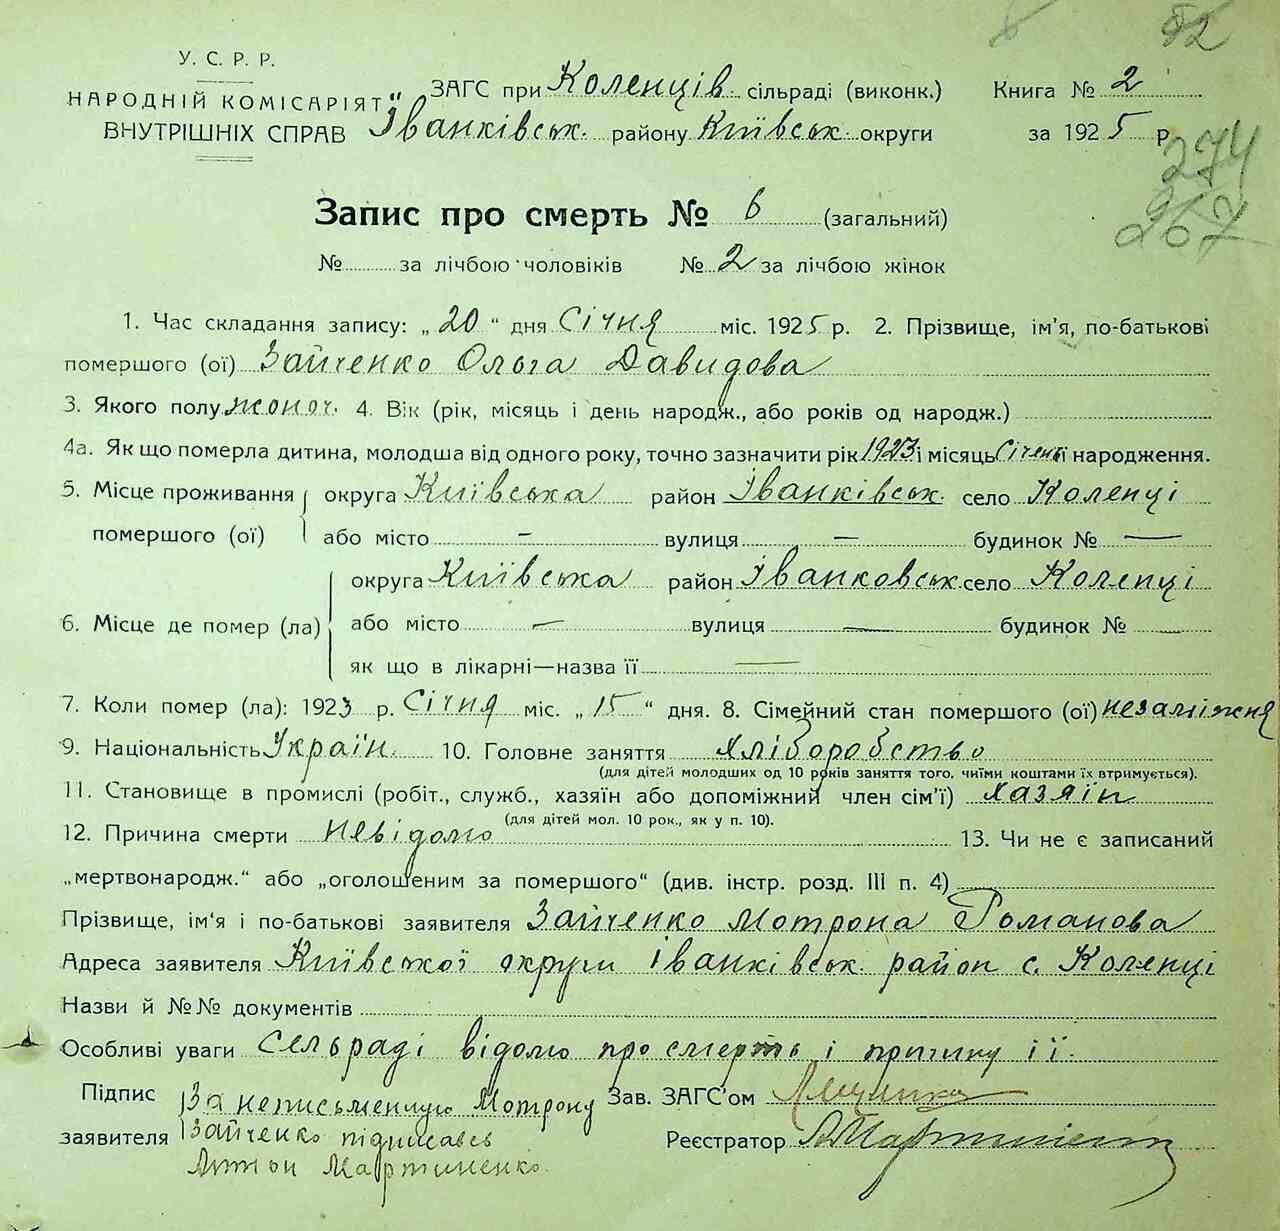 82
У. С. Р. Р.
НАРОДНІЙ КОМІСАРІЯТ
ВНУТРІШНІХ СПРАВ
ЗАГС при Коленців. сільраді (виконк.)
Іванківськ. району Київськ. округи
Книга № 2
за 1925 р.
274
267
Запис про смерть № 6 (загальний)
№ за лічбою чоловіків № 2 за лічбою жінок
1. Час складання запису: „20“ дня Січня міс. 1925 р. 2. Прізвище, ім'я, по-батькові
помершого (ої) Зайченко Ольга Давидова
3. Якого полу жоноч. 4. Вік (рік, місяць і день народж., або років од народж.)
4а. Як що померла дитина, молодша від одного року, точно зазначити рік 1923 і місяць Січень її народження.
5. Місце проживання помершого (ої) округа Київська район Іванківськ. село Коленці
або місто — вулиця — будинок № —
6. Місце де помер (ла) округа Київська район Іванковськ. село Коленці
або місто — вулиця — будинок № —
як що в лікарні—назва її —
7. Коли помер (ла): 1923 р. Січня міс. „15“ дня. 8. Сімейний стан помершого (ої) незаміжня
9. Національність Україн. 10. Головне заняття хліборобство
(для дітей молодших од 10 років заняття того, чиїми коштами їх втримується).
11. Становище в промислі (робіт., служб., хазяїн або допоміжний член сім'ї) хазяїн
(для дітей мол. 10 рок., як у п. 10).
12. Причина смерти невідомо 13. Чи не є записаний
„мертвонародж.“ або „оголошеним за помершого“ (див. інстр. розд. III п. 4)
Прізвище, ім'я і по-батькові заявителя Зайченко Мотрона Романова
Адреса заявителя Київської округи Іванківськ. район с. Коленці
Назви й №№ документів
Особливі уваги сельраді відомо про смерть і причину її.
Підпис заявителя За неписьменную Мотрону
Зайченко підписавсь
Антон Мартиненко.
Зав. ЗАГС'ом
Реєстратор